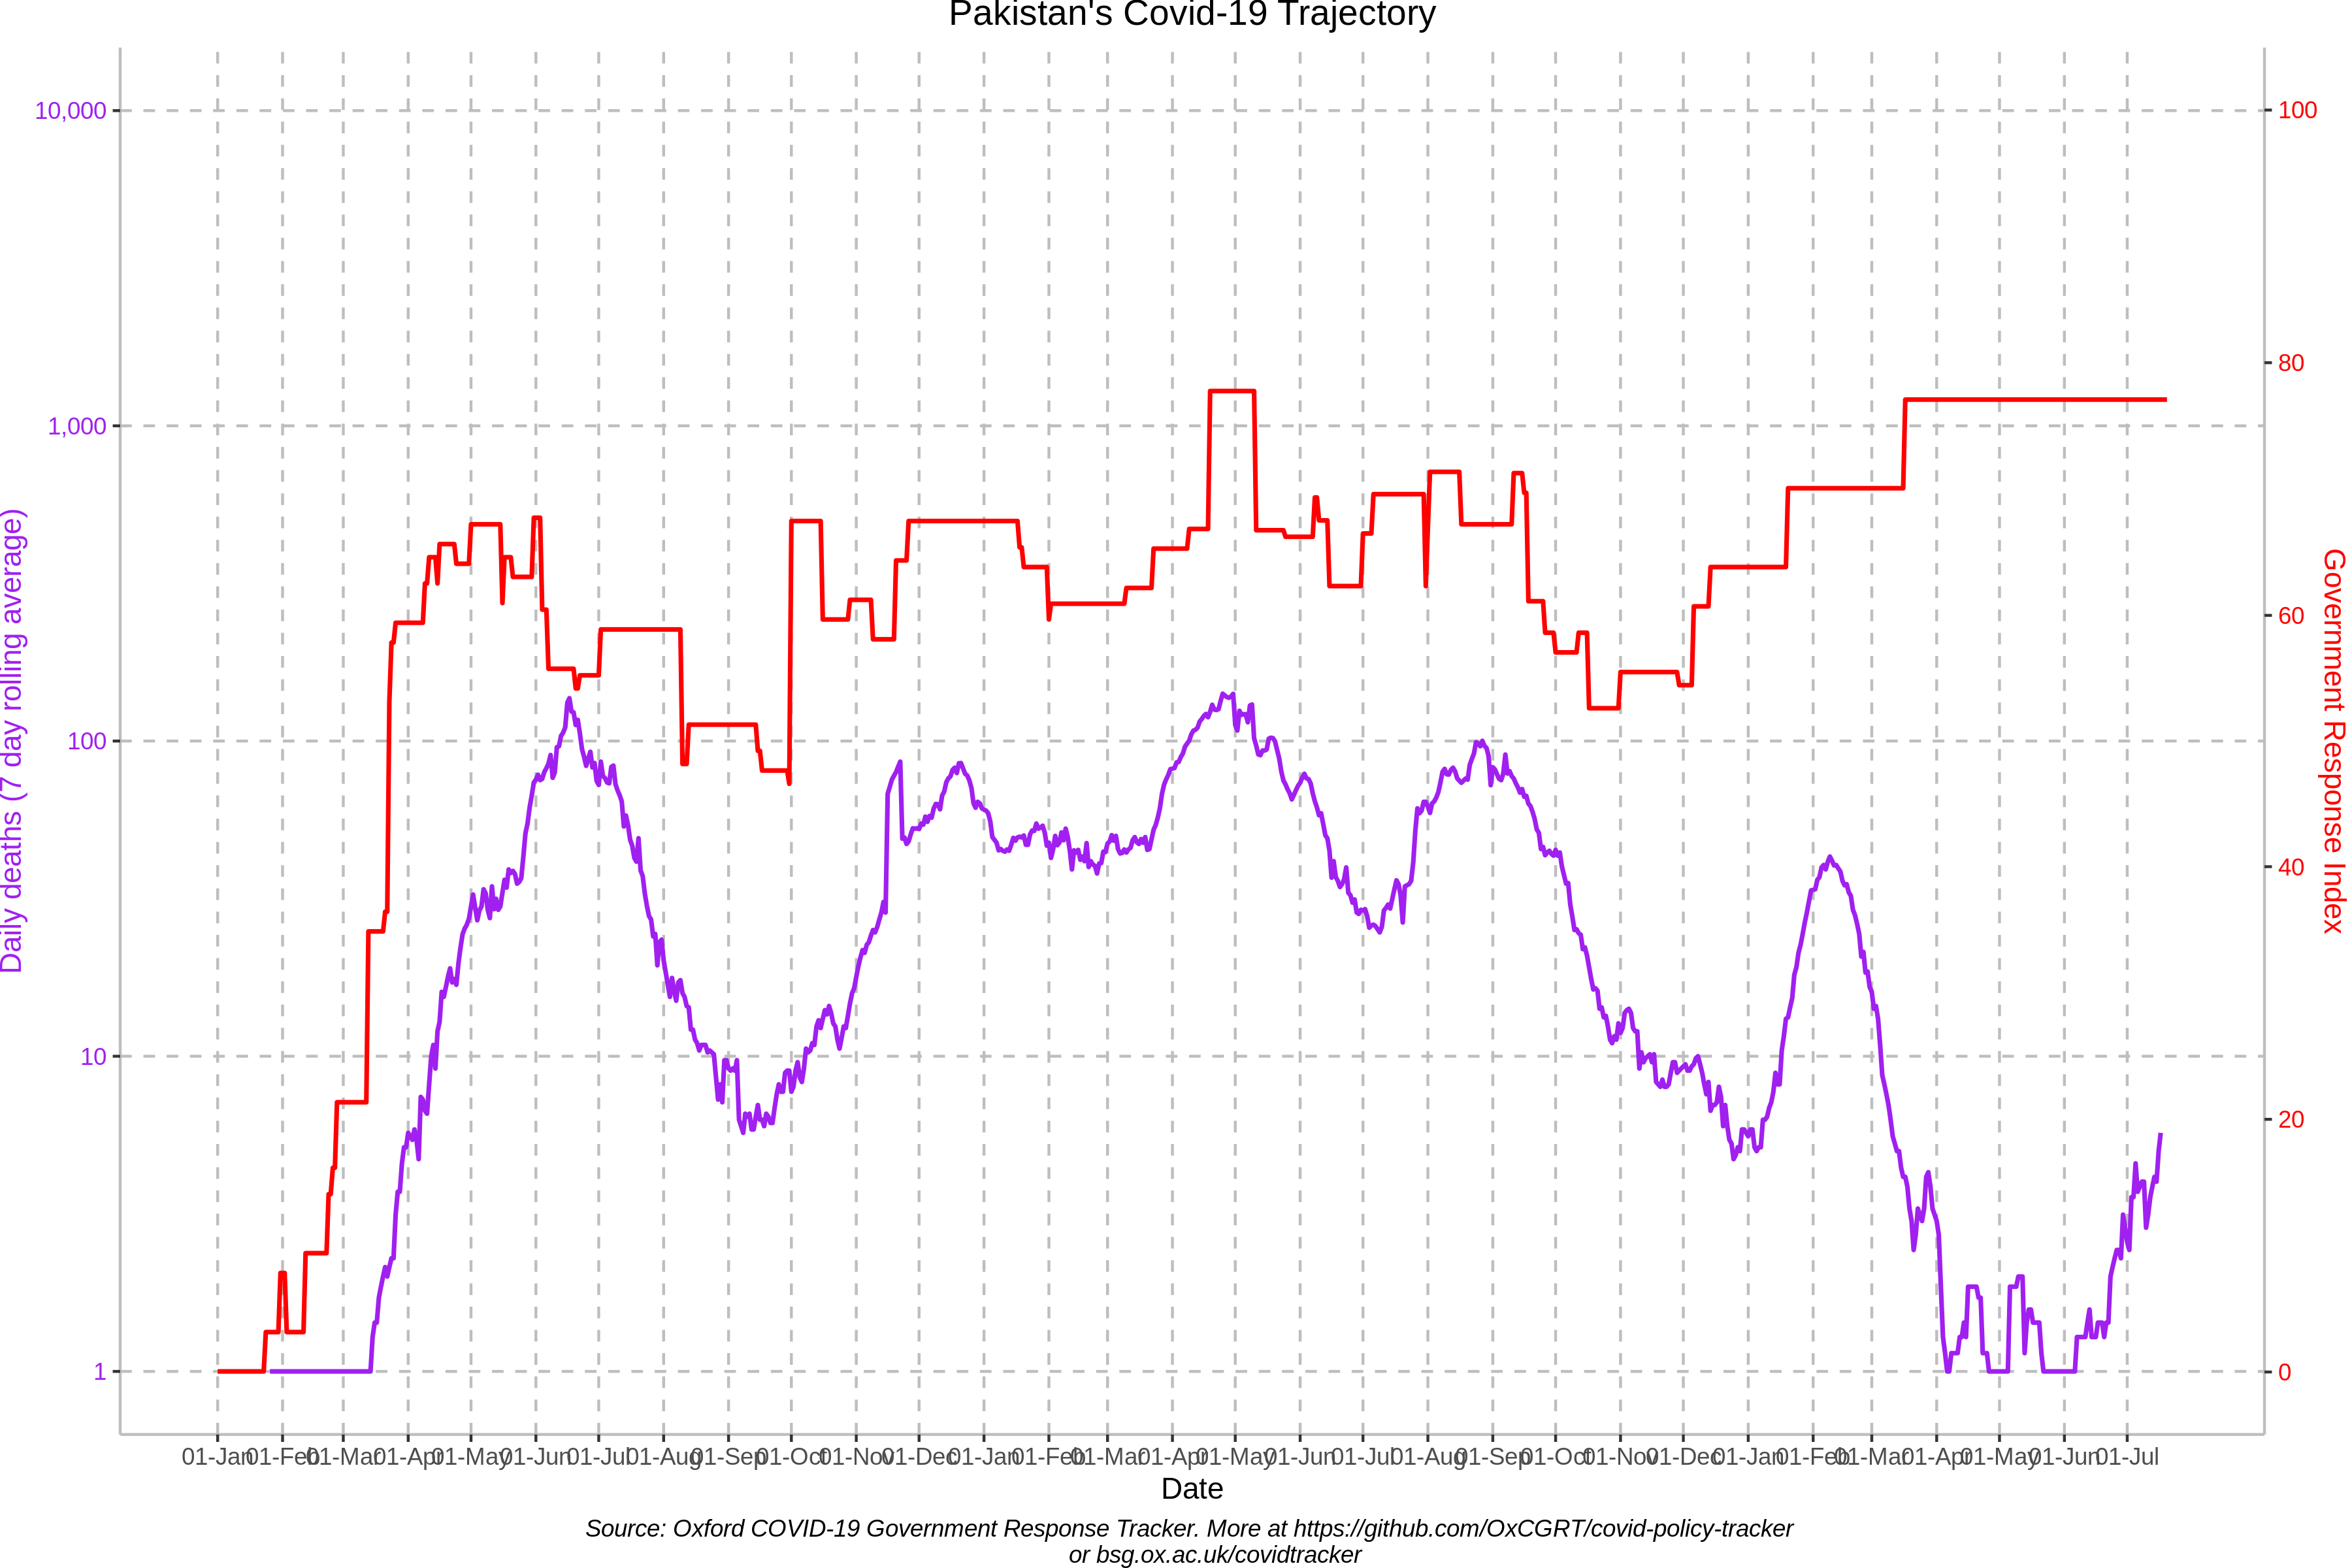 Pakistan's Covid-19 Trajectory
10,000
1,000
100
10
1
Daily deaths (7 day rolling average)
100
80
60
40
20
0
Government Response Index
01-Jan 01-Feb 01-Mar 01-Apr 01-May 01-Jun 01-Jul 01-Aug 01-Sep 01-Oct 01-Nov 01-Dec 01-Jan 01-Feb 01-Mar 01-Apr 01-May 01-Jun 01-Jul 01-Aug 01-Sep 01-Oct 01-Nov 01-Dec 01-Jan 01-Feb 01-Mar 01-Apr 01-May 01-Jun 01-Jul
Date
Source: Oxford COVID-19 Government Response Tracker. More at https://github.com/OxCGRT/covid-policy-tracker
or bsg.ox.ac.uk/covidtracker